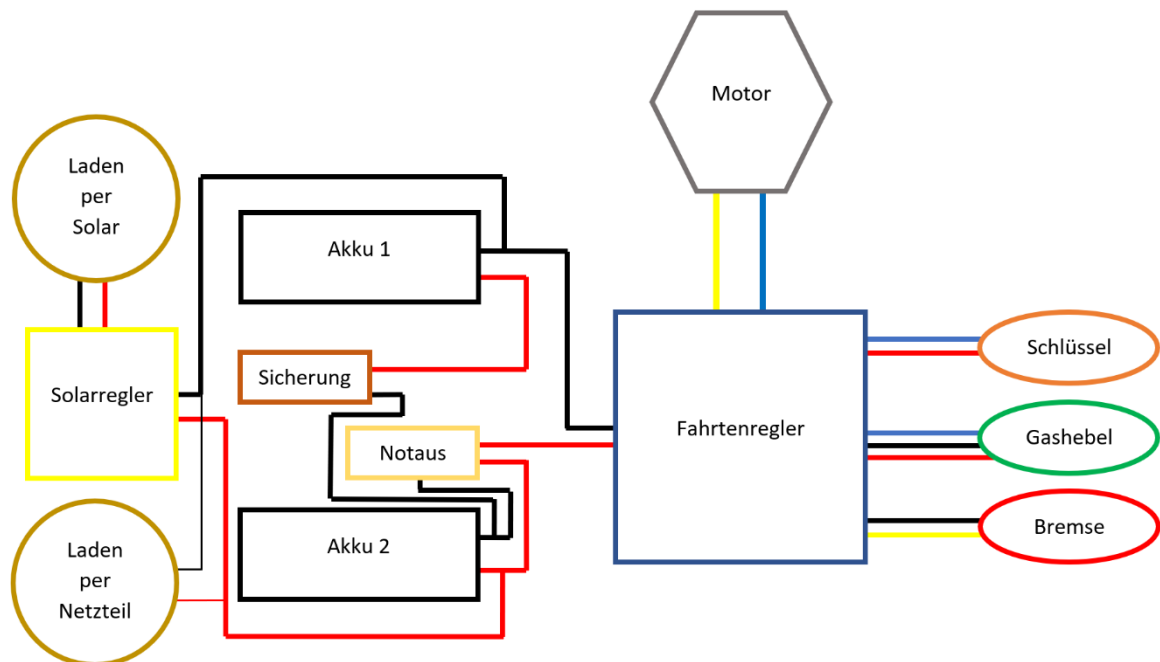 Motor
Laden
per
Solar
Akku 1
Sicherung
Solarregler
Schlüssel
Fahrtenregler
Gashebel
Notaus
Bremse
Akku 2
Laden
per
Netzteil